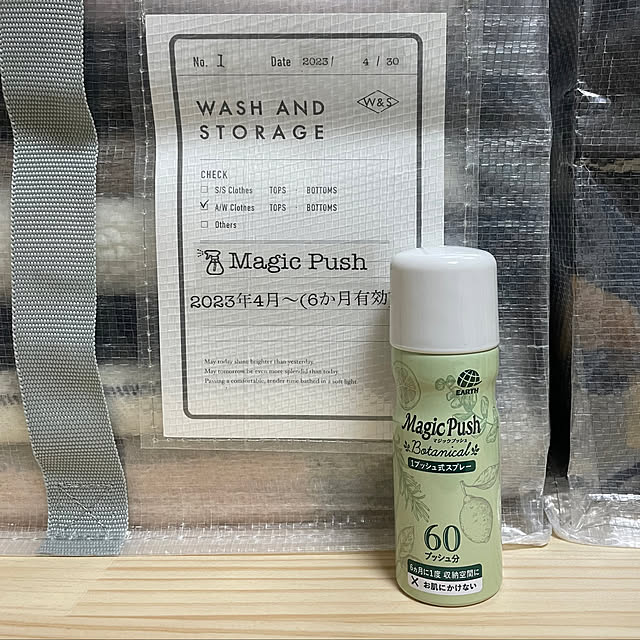 No. 1 Date 2023/ 4 / 30
WASH AND
STORAGE
W&S
CHECK
S/S Clothes TOPS · BOTTOMS
A/W Clothes TOPS · BOTTOMS
Others
Magic Push
2023年4月～(6か月有効
May today shine brighter than yesterday.
May tomorrow be even more splendid than today.
Passing a comfortable, tender time bathed in a soft light.
EARTH
Magic Push
マジックプッシュ
Botanical
1プッシュ式スプレー
60
プッシュ分
6ヵ月に1度 収納空間に
お肌にかけない